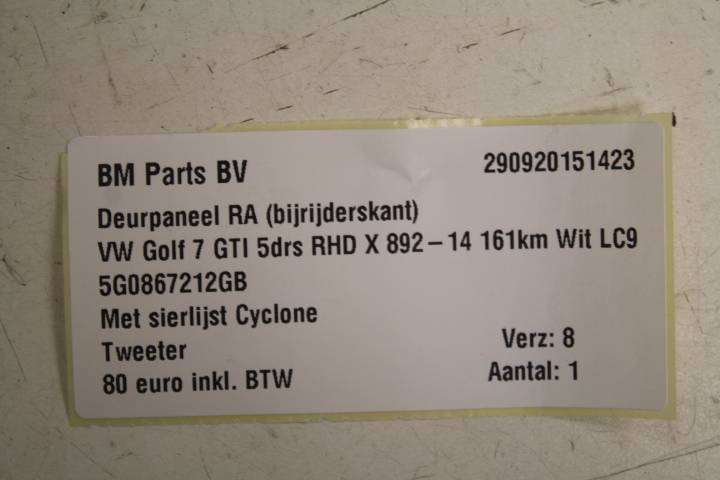 BM Parts BV 290920151423
Deurpaneel RA (bijrijderskant)
VW Golf 7 GTI 5drs RHD X 892-14 161km Wit LC9
5G0867212GB
Met sierlijst Cyclone
Tweeter Verz: 8
80 euro inkl. BTW Aantal: 1